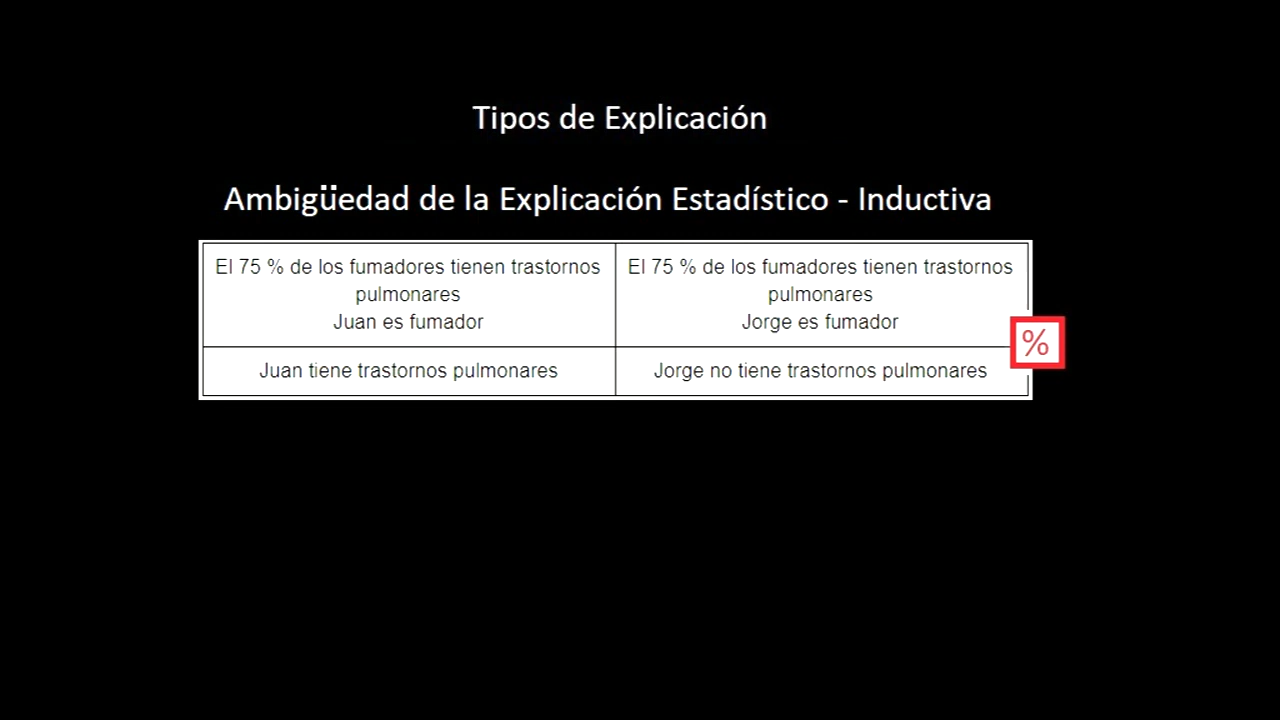 Tipos de Explicación
Ambigüedad de la Explicación Estadístico - Inductiva
El 75 % de los fumadores tienen trastornos
pulmonares
Juan es fumador
El 75 % de los fumadores tienen trastornos
pulmonares
Jorge es fumador
%
Juan tiene trastornos pulmonares
Jorge no tiene trastornos pulmonares